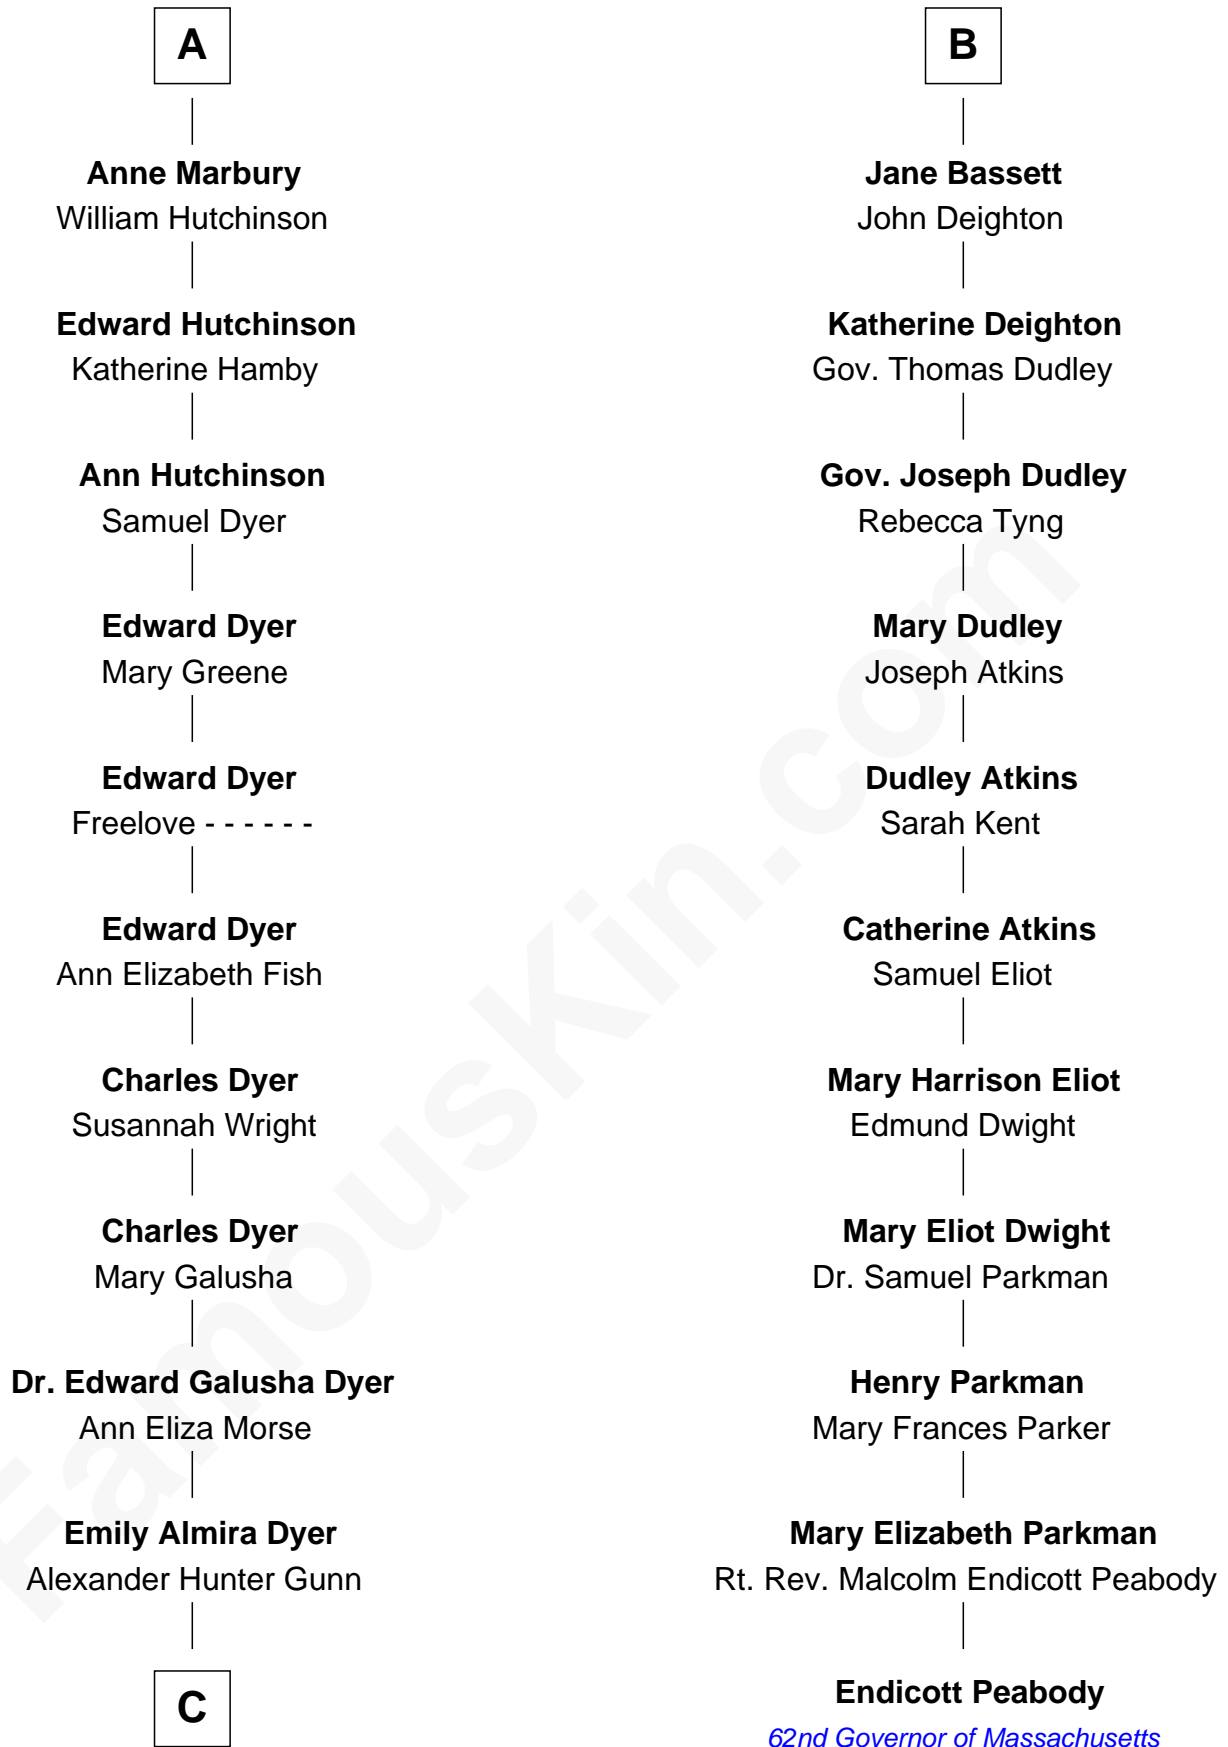 A
Anne Marbury
William Hutchinson
Edward Hutchinson
Katherine Hamby
Ann Hutchinson
Samuel Dyer
Edward Dyer
Mary Greene
Edward Dyer
Freelove - - - - - -
Edward Dyer
Ann Elizabeth Fish
Charles Dyer
Susannah Wright
Charles Dyer
Mary Galusha
Dr. Edward Galusha Dyer
Ann Eliza Morse
Emily Almira Dyer
Alexander Hunter Gunn
C
B
Jane Bassett
John Deighton
Katherine Deighton
Gov. Thomas Dudley
Gov. Joseph Dudley
Rebecca Tyng
Mary Dudley
Joseph Atkins
Dudley Atkins
Sarah Kent
Catherine Atkins
Samuel Eliot
Mary Harrison Eliot
Edmund Dwight
Mary Eliot Dwight
Dr. Samuel Parkman
Henry Parkman
Mary Frances Parker
Mary Elizabeth Parkman
Rt. Rev. Malcolm Endicott Peabody
Endicott Peabody
62nd Governor of Massachusetts
FamousKin.com